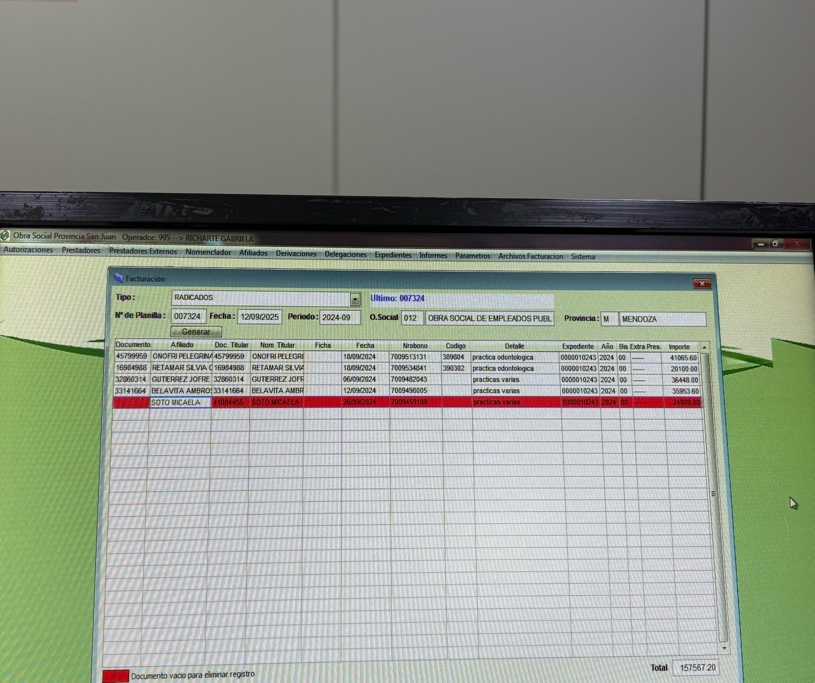 Obra Social Provincia San Juan Operador: 995 --> RICHARTE GABRIELA
Autorizaciones Prestadores Prestadores Externos Nomenclador Afiliados Derivaciones Delegaciones Expedientes Informes Parametros Archivos Facturacion Sistema
Facturación
Tipo: RADICADOS Ultimo: 007324
Nº de Planilla: 007324 Fecha: 12/09/2025 Periodo: 2024-09 O.Social 012 OBRA SOCIAL DE EMPLEADOS PUBL Provincia: M MENDOZA
Generar
Documento Afiliado Doc. Titular Nom. Titular Ficha Fecha Nrobono Codigo Detalle Expediente Año Bis Extra Pres. Importe
45799959 ONOFRI PELEGRINA 45799959 ONOFRI PELEGRI 18/09/2024 7009513131 389804 practica odontologica 0000010243 2024 00 41065.60
16984988 RETAMAR SILVIA C 16984988 RETAMAR SILVIA 18/09/2024 7009534841 390302 practica odontologica 0000010243 2024 00 20100.00
32860314 GUTIERREZ JOFRE 32860314 GUTIERREZ JOFF 06/09/2024 7009482043 practicas varias 0000010243 2024 00 36448.00
33141664 BELAVITA AMBRO 33141664 BELAVITA AMBR 12/09/2024 7009498005 practicas varias 0000010243 2024 00 35953.60
SOTO MICAELA SOTO MICAELA 26/09/2024 practicas varias 0000010243 2024 00
Documento vacio para eliminar registro
Total 157567.20